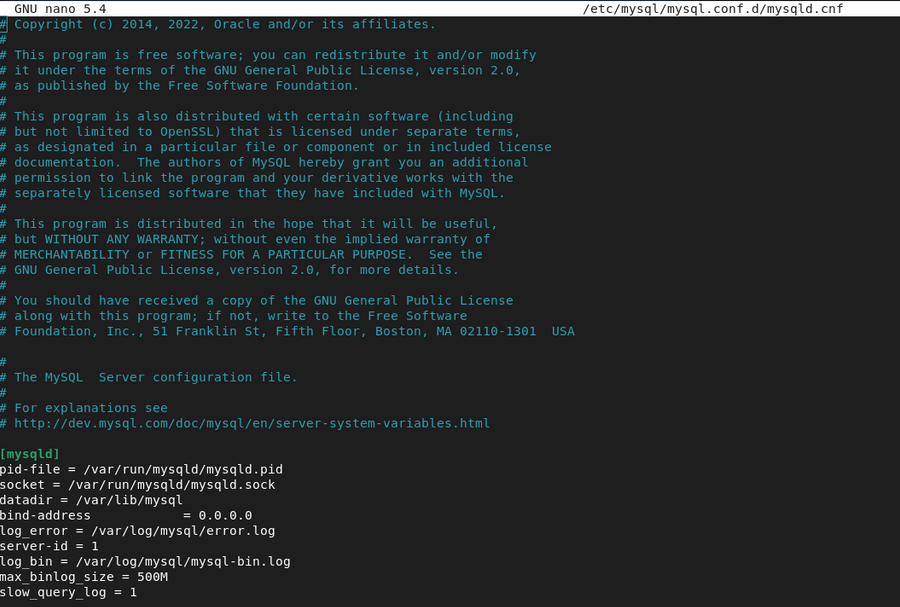 GNU nano 5.4 /etc/mysql/mysql.conf.d/mysqld.cnf
# Copyright (c) 2014, 2022, Oracle and/or its affiliates.
#
# This program is free software; you can redistribute it and/or modify
# it under the terms of the GNU General Public License, version 2.0,
# as published by the Free Software Foundation.
#
# This program is also distributed with certain software (including
# but not limited to OpenSSL) that is licensed under separate terms,
# as designated in a particular file or component or in included license
# documentation.  The authors of MySQL hereby grant you an additional
# permission to link the program and your derivative works with the
# separately licensed software that they have included with MySQL.
#
# This program is distributed in the hope that it will be useful,
# but WITHOUT ANY WARRANTY; without even the implied warranty of
# MERCHANTABILITY or FITNESS FOR A PARTICULAR PURPOSE.  See the
# GNU General Public License, version 2.0, for more details.
#
# You should have received a copy of the GNU General Public License
# along with this program; if not, write to the Free Software
# Foundation, Inc., 51 Franklin St, Fifth Floor, Boston, MA 02110-1301  USA
#
# The MySQL  Server configuration file.
#
# For explanations see
# http://dev.mysql.com/doc/mysql/en/server-system-variables.html
[mysqld]
pid-file = /var/run/mysqld/mysqld.pid
socket = /var/run/mysqld/mysqld.sock
datadir = /var/lib/mysql
bind-address            = 0.0.0.0
log_error = /var/log/mysql/error.log
server-id = 1
log_bin = /var/log/mysql/mysql-bin.log
max_binlog_size = 500M
slow_query_log = 1